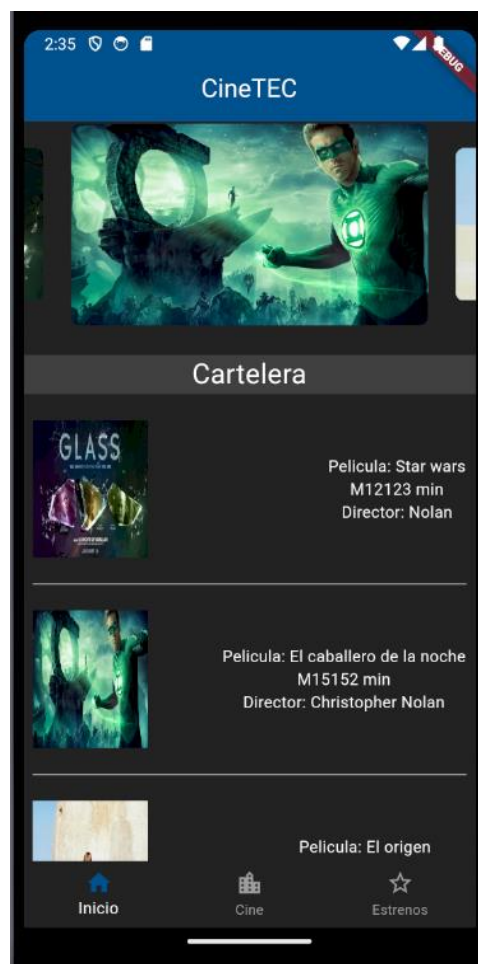 2:35
DEBUG
CineTEC
Cartelera
GLASS
Pelicula: Star wars
M12123 min
Director: Nolan
Pelicula: El caballero de la noche
M15152 min
Director: Christopher Nolan
Pelicula: El origen
Inicio
Cine
Estrenos